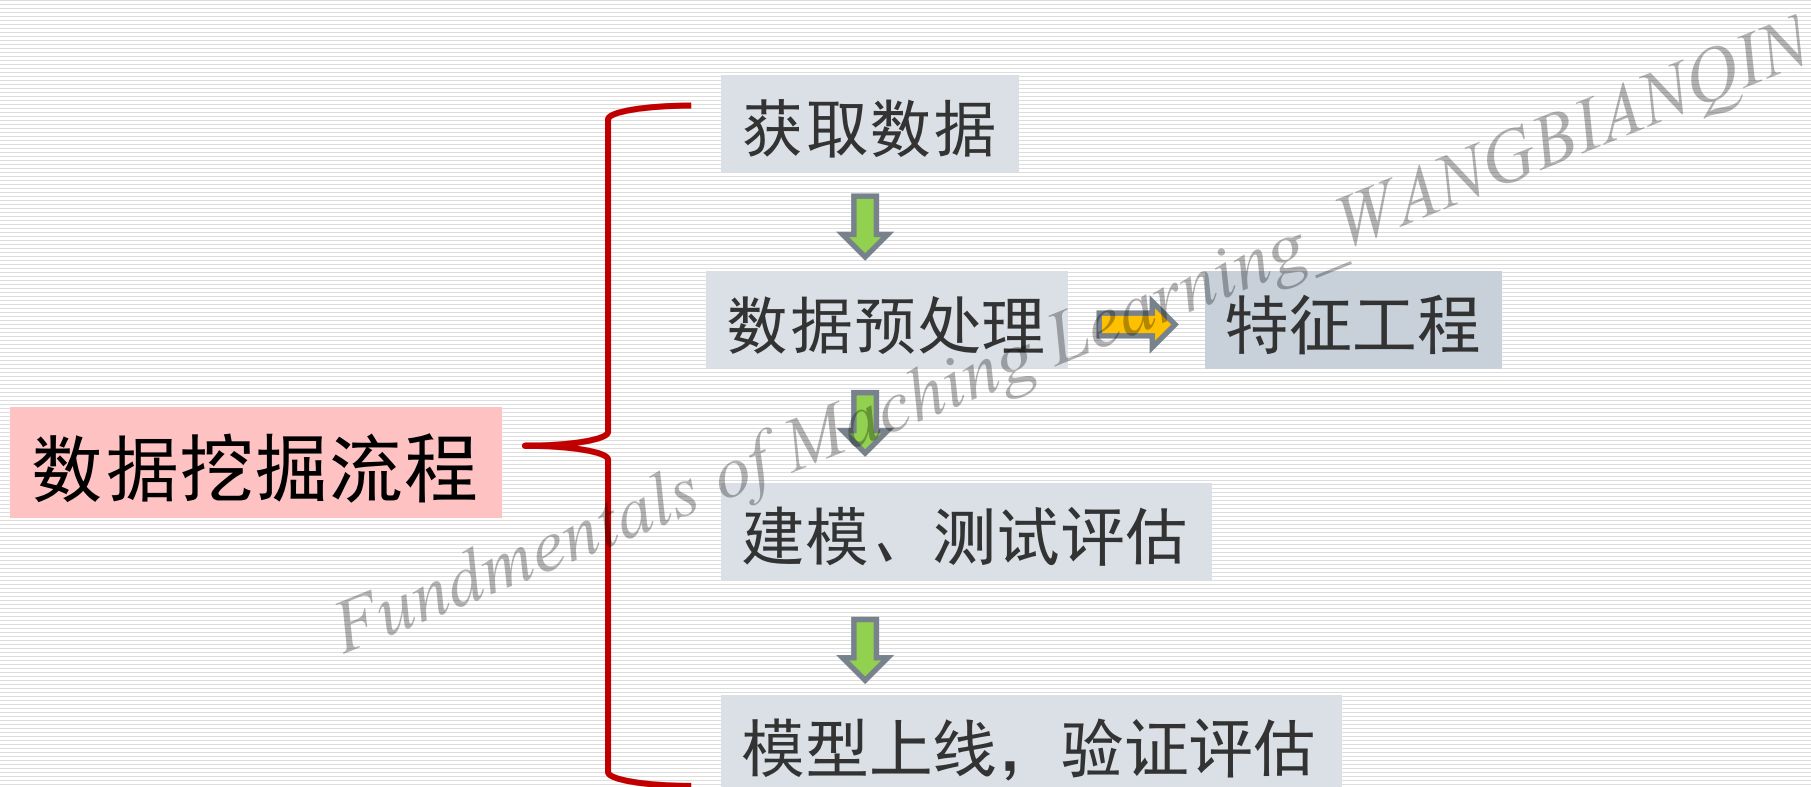 获取数据
数据预处理
特征工程
数据挖掘流程
建模、测试评估
模型上线，验证评估
Fundmentals of Maching Learning_WANGBIANQIN